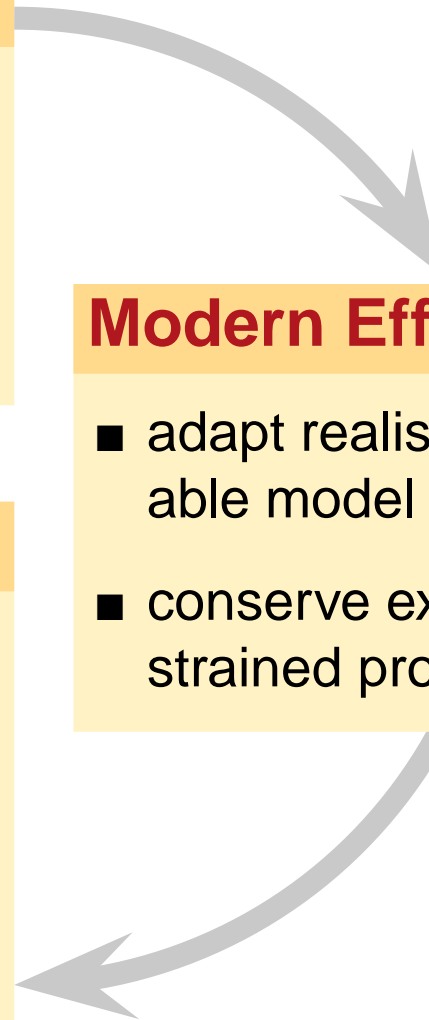 Modern Eff
■ adapt realis
able model
■ conserve ex
strained pro